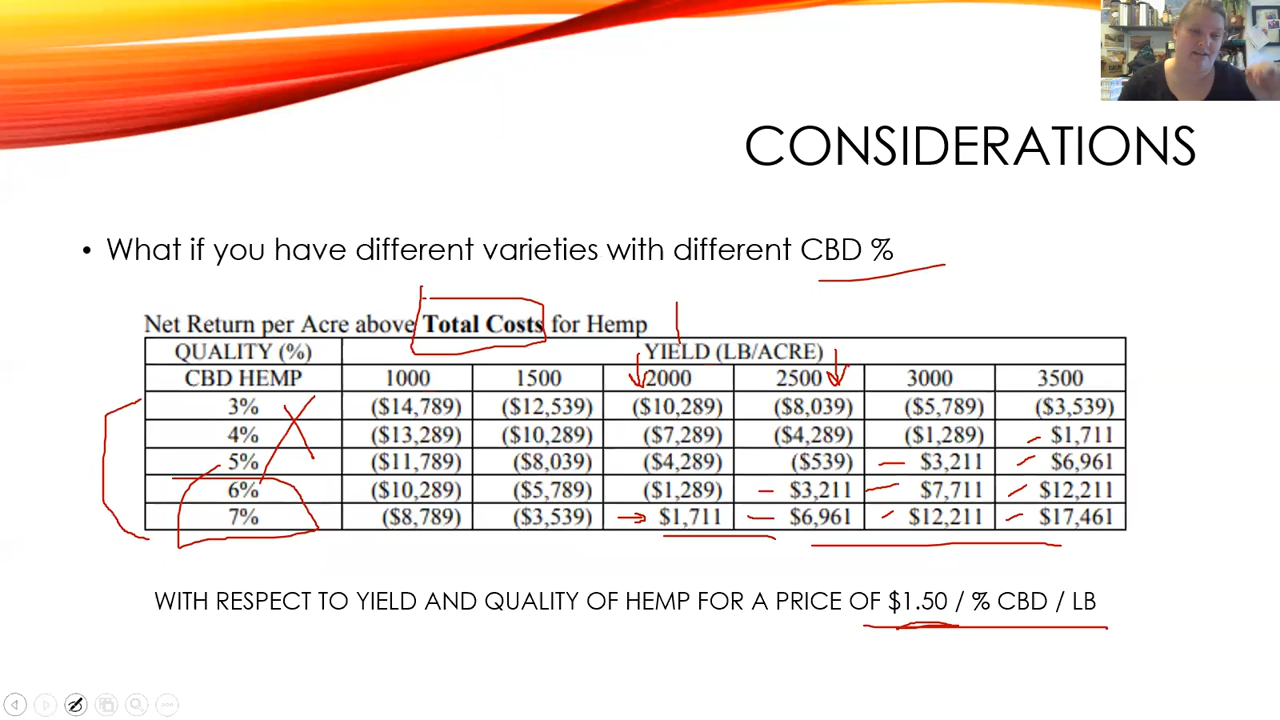 CONSIDERATIONS
• What if you have different varieties with different CBD %
Net Return per Acre above Total Costs for Hemp
QUALITY (%) YIELD (LB/ACRE)
CBD HEMP 1000 1500 2000 2500 3000 3500
3% ($14,789) ($12,539) ($10,289) ($8,039) ($5,789) ($3,539)
4% ($13,289) ($10,289) ($7,289) ($4,289) ($1,289) $1,711
5% ($11,789) ($8,039) ($4,289) ($539) $3,211 $6,961
6% ($10,289) ($5,789) ($1,289) $3,211 $7,711 $12,211
7% ($8,789) ($3,539) $1,711 $6,961 $12,211 $17,461
WITH RESPECT TO YIELD AND QUALITY OF HEMP FOR A PRICE OF $1.50 / % CBD / LB